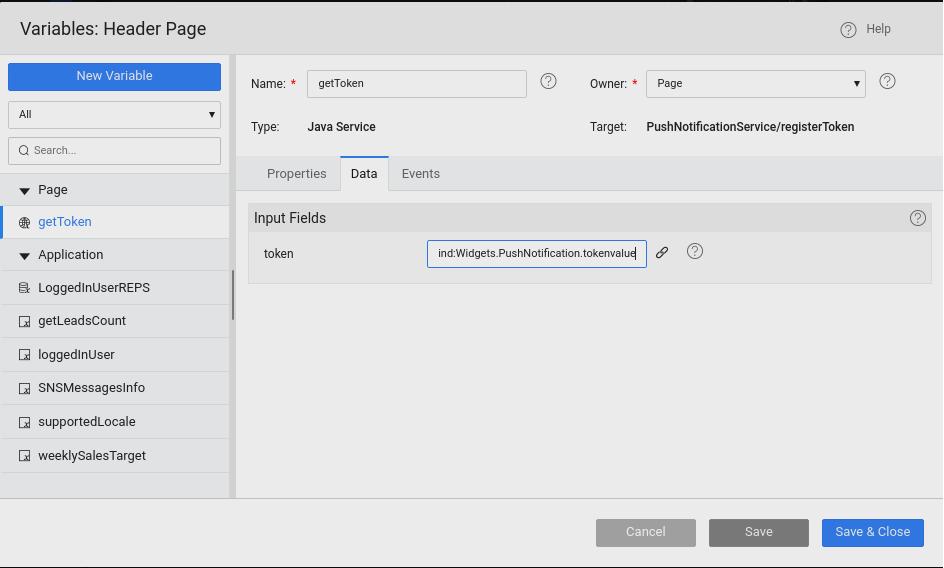 Variables: Header Page
Help
New Variable
All
Search...
Page
getToken
Application
LoggedInUserREPS
getLeadsCount
loggedInUser
SNSMessagesInfo
supportedLocale
weeklySalesTarget
Name: * getToken
Owner: * Page
Type: Java Service
Target: PushNotificationService/registerToken
Properties Data Events
Input Fields
token ind:Widgets.PushNotification.tokenvalue
Cancel Save Save & Close